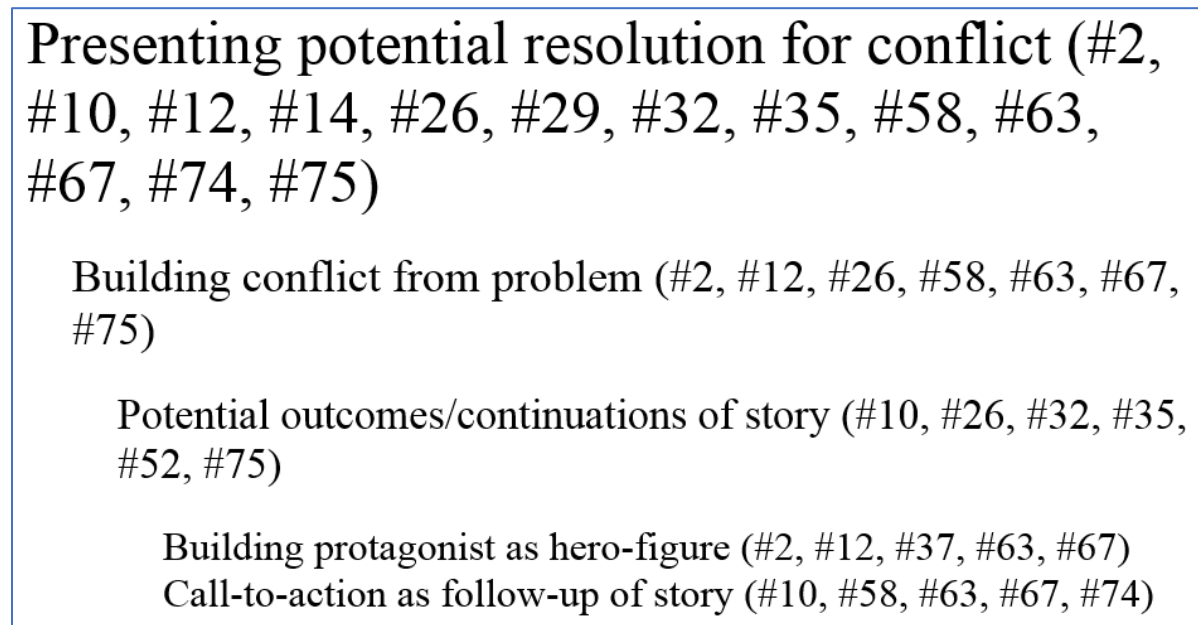 Presenting potential resolution for conflict (#2,
#10, #12, #14, #26, #29, #32, #35, #58, #63,
#67, #74, #75)
Building conflict from problem (#2, #12, #26, #58, #63, #67,
#75)
Potential outcomes/continuations of story (#10, #26, #32, #35,
#52, #75)
Building protagonist as hero-figure (#2, #12, #37, #63, #67)
Call-to-action as follow-up of story (#10, #58, #63, #67, #74)